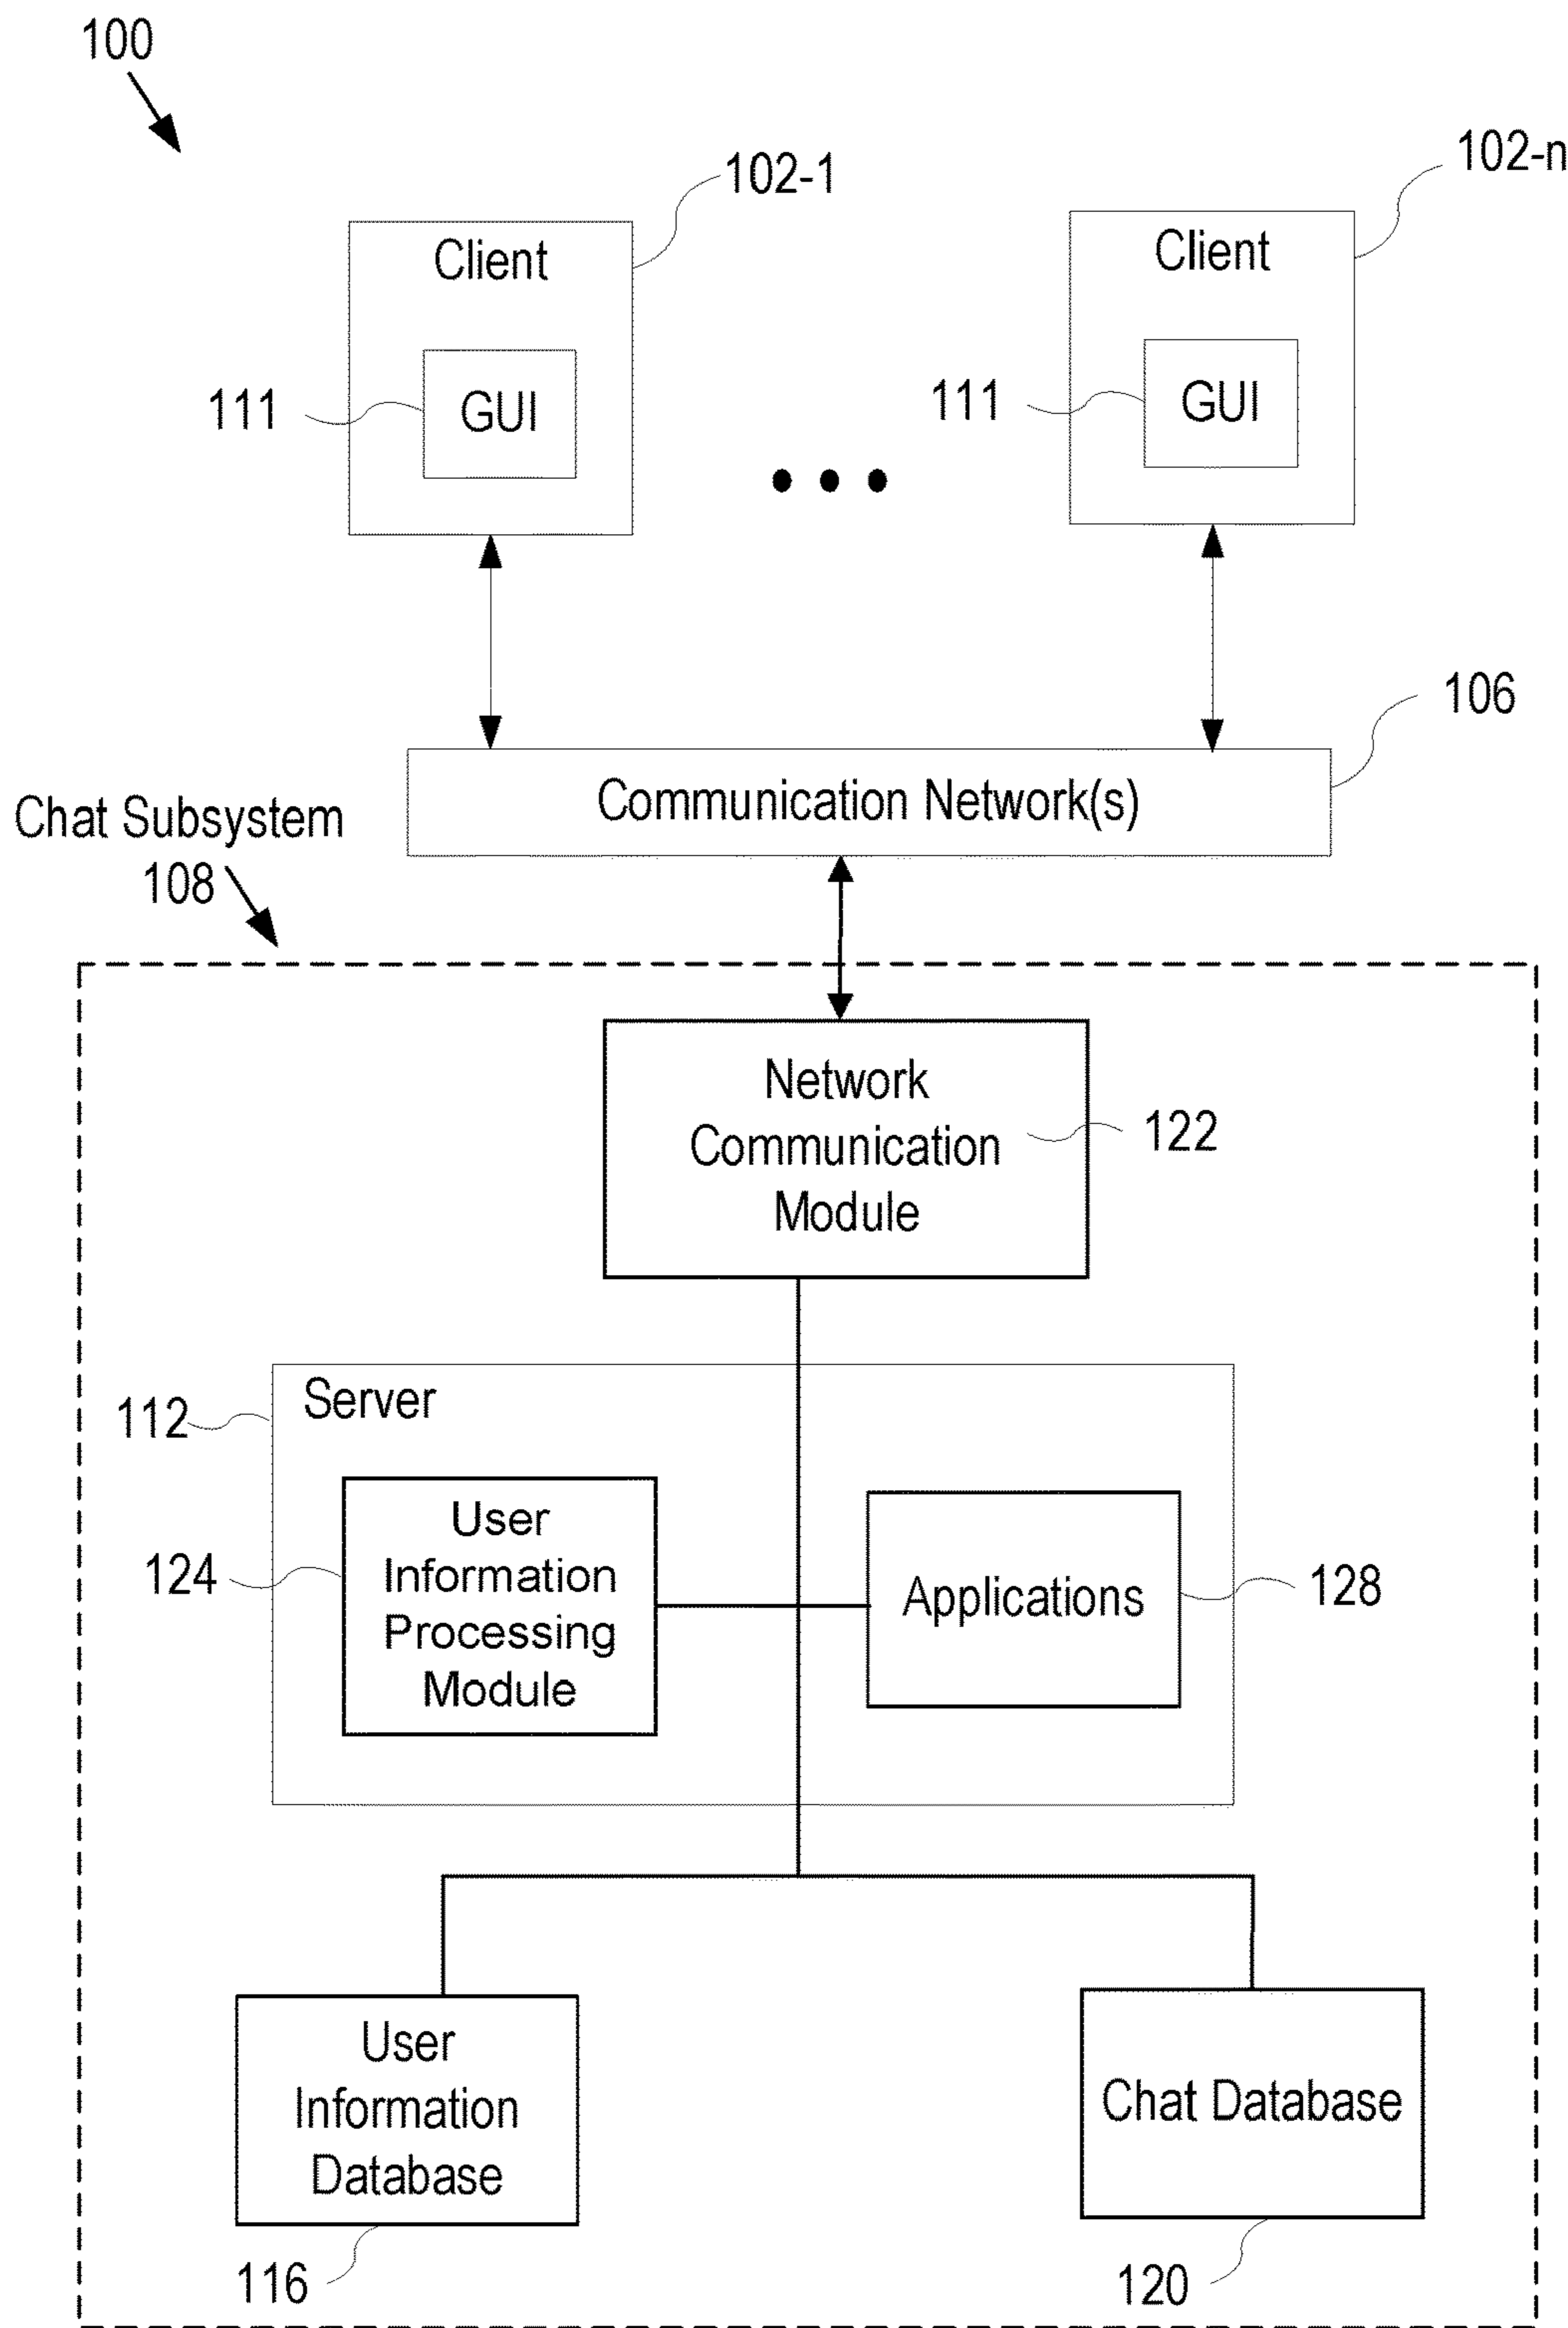 100
102-1
102-n
Client
Client
111
GUI
111
GUI
106
Communication Network(s)
Chat Subsystem
108
Network
Communication
Module
122
Server
112
User
Information
Processing
Module
124
Applications
128
User
Information
Database
Chat Database
116
120